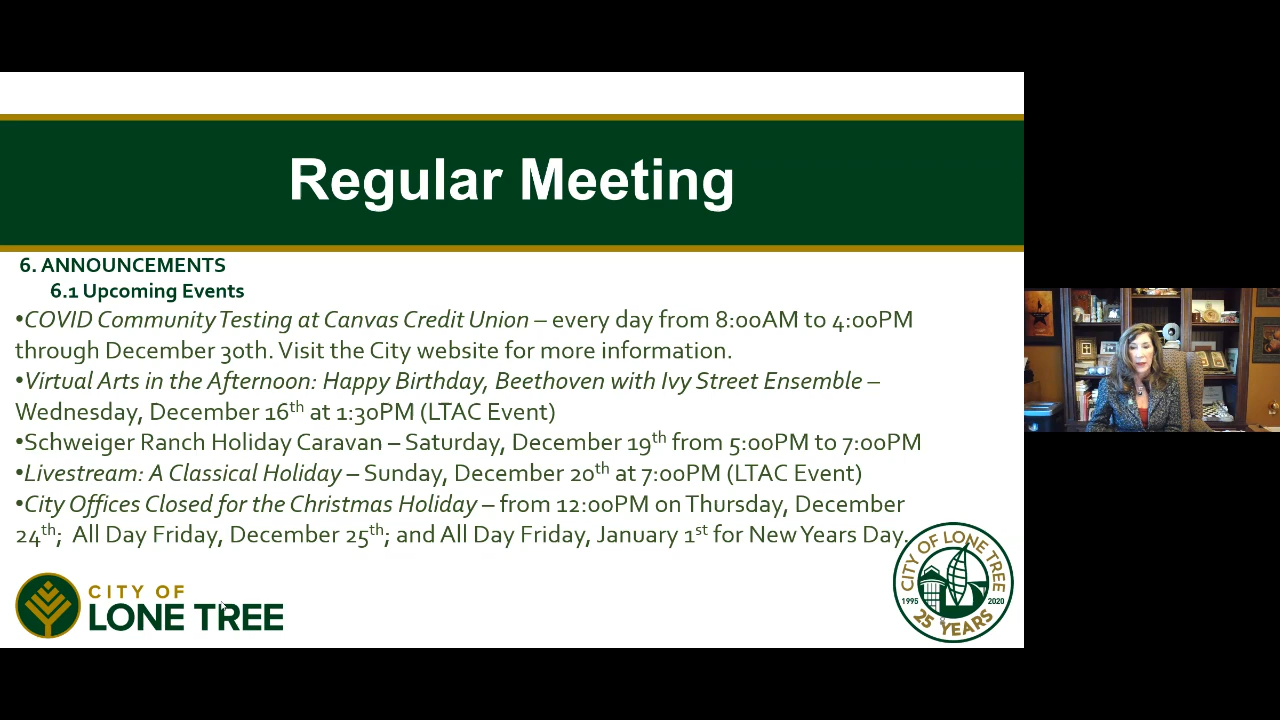 Regular Meeting
6. ANNOUNCEMENTS
6.1 Upcoming Events
•COVID Community Testing at Canvas Credit Union – every day from 8:00AM to 4:00PM
through December 30th. Visit the City website for more information.
•Virtual Arts in the Afternoon: Happy Birthday, Beethoven with Ivy Street Ensemble –
Wednesday, December 16th at 1:30PM (LTAC Event)
•Schweiger Ranch Holiday Caravan – Saturday, December 19th from 5:00PM to 7:00PM
•Livestream: A Classical Holiday – Sunday, December 20th at 7:00PM (LTAC Event)
•City Offices Closed for the Christmas Holiday – from 12:00PM on Thursday, December
24th; All Day Friday, December 25th; and All Day Friday, January 1st for New Years Day.
CITY OF
LONE TREE
CITY OF LONE TREE
1995 2020
25 YEARS